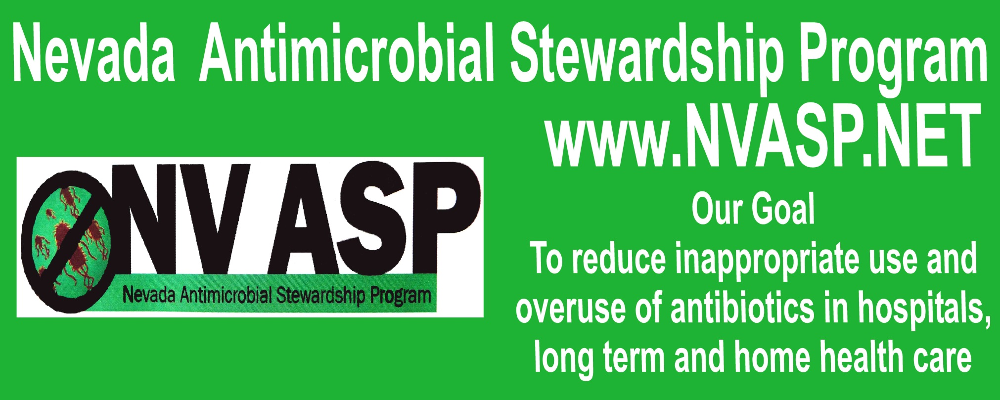 Nevada Antimicrobial Stewardship Program
www.NVASP.NET
NV ASP
Nevada Antimicrobial Stewardship Program
Our Goal
To reduce inappropriate use and
overuse of antibiotics in hospitals,
long term and home health care